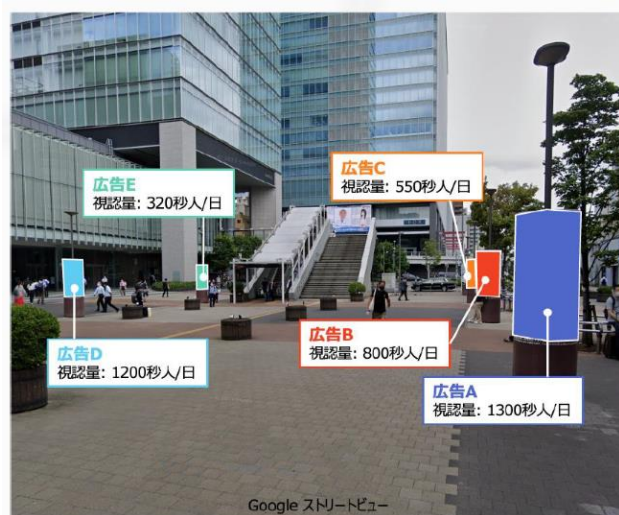 広告E
視認量: 320秒人/日
広告C
視認量: 550秒人/日
広告D
視認量: 1200秒人/日
広告B
視認量: 800秒人/日
広告A
視認量: 1300秒人/日
Google ストリートビュー